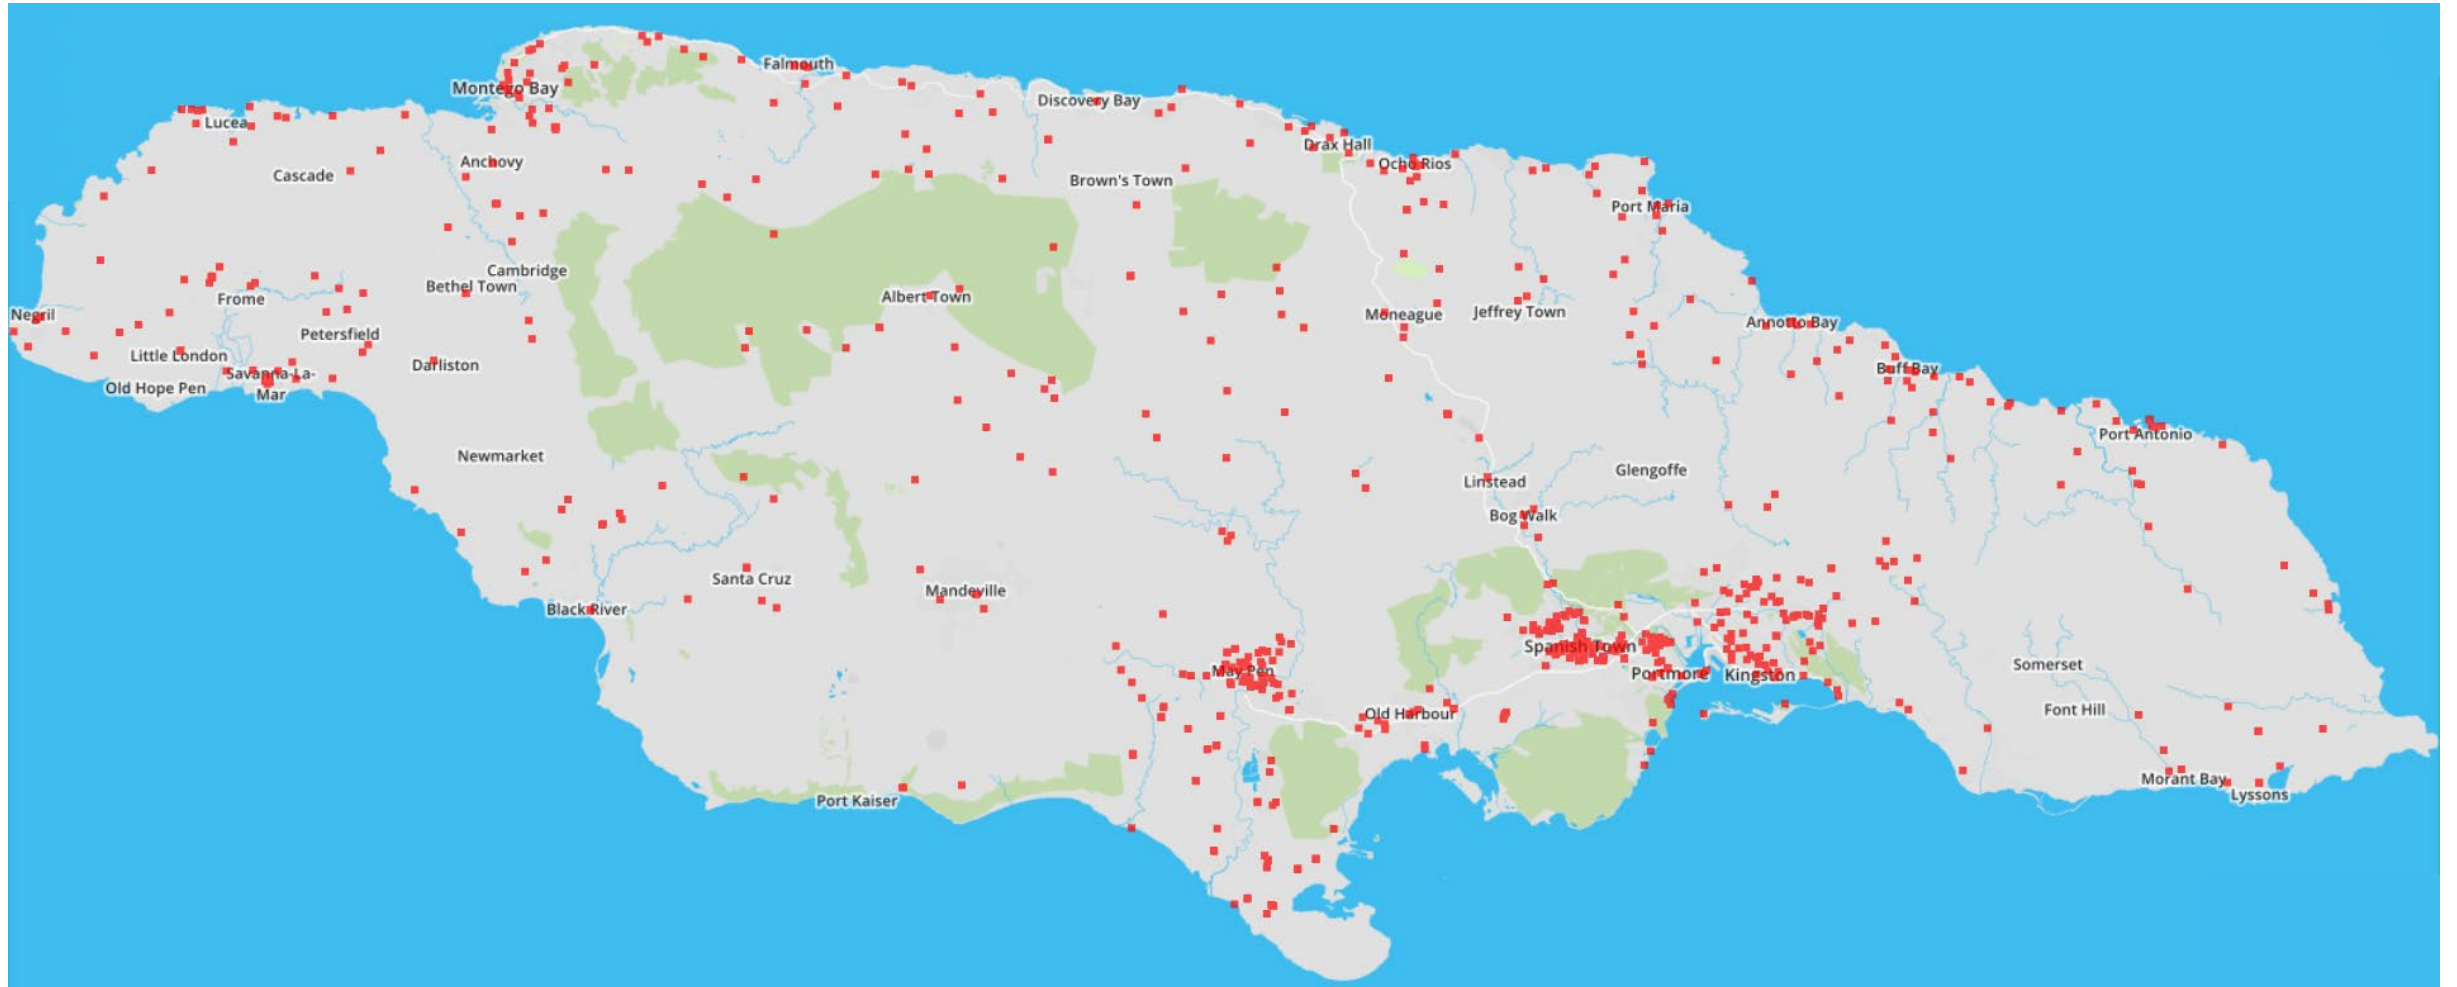 Falmouth
Montego Bay
Discovery Bay
Lucea
Drax Hall
Anchovy
Ocho Rios
Cascade
Brown's Town
Port Maria
Cambridge
Bethel Town
Frome
Albert Town
Negril
Moneague
Jeffrey Town
Annotto Bay
Petersfield
Little London
Darliston
Buff Bay
Savanna-La-
Mar
Old Hope Pen
Port Antonio
Newmarket
Glengoffe
Linstead
Bog Walk
Santa Cruz
Mandeville
Black River
Spanish Town
Somerset
May Pen
Portmore
Kingston
Old Harbour
Font Hill
Morant Bay
Lyssons
Port Kaiser